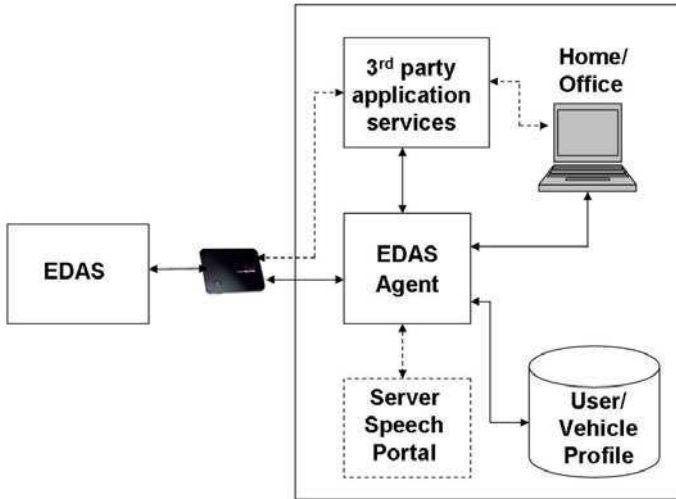 3rd party
application
services
Home/
Office
EDAS
EDAS
Agent
Server
Speech
Portal
User/
Vehicle
Profile